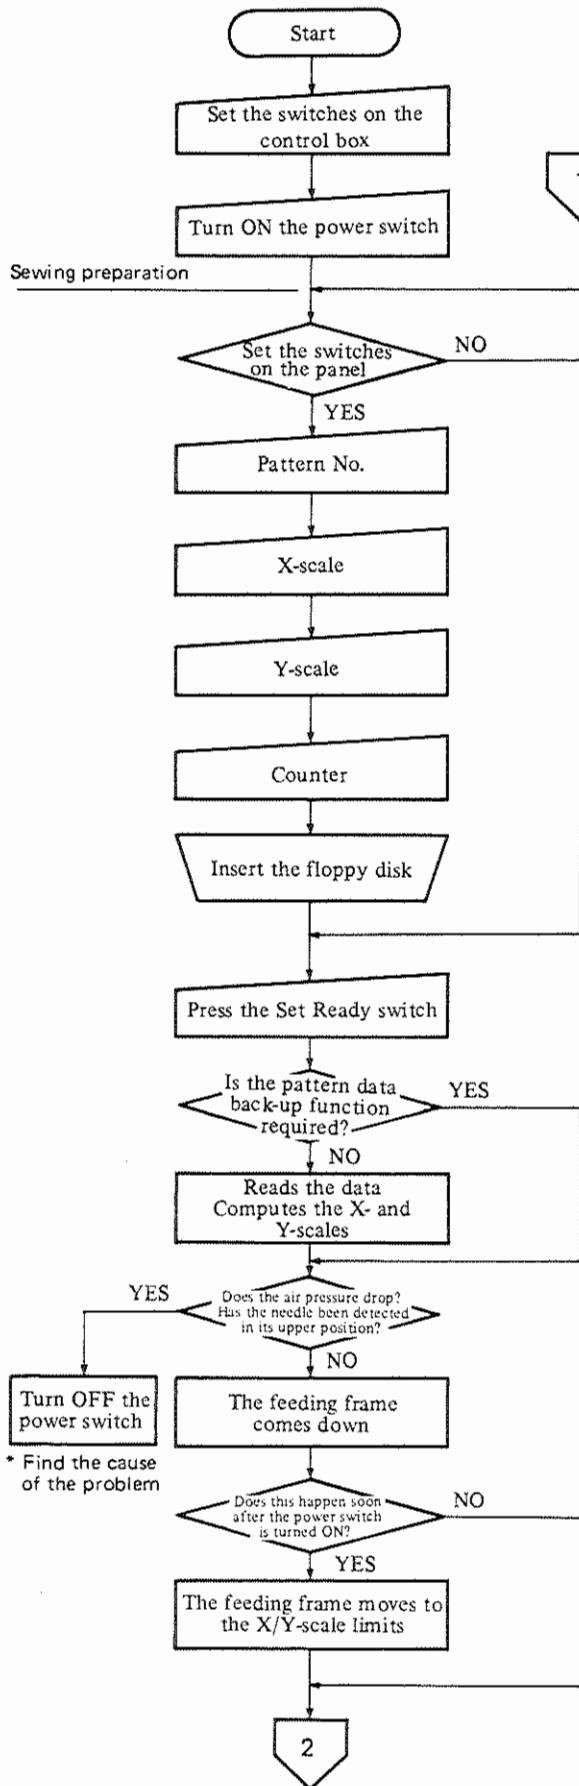 Start
Set the switches on the
control box
Turn ON the power switch
Sewing preparation
Set the switches
on the panel
NO
YES
Pattern No.
X-scale
Y-scale
Counter
Insert the floppy disk
Press the Set Ready switch
Is the pattern data
back-up function
required?
YES
NO
Reads the data
Computes the X- and
Y-scales
Does the air pressure drop?
Has the needle been detected
in its upper position?
YES
NO
Turn OFF the
power switch
* Find the cause
of the problem
The feeding frame
comes down
Does this happen soon
after the power switch
is turned ON?
NO
YES
The feeding frame moves to
the X/Y-scale limits
2